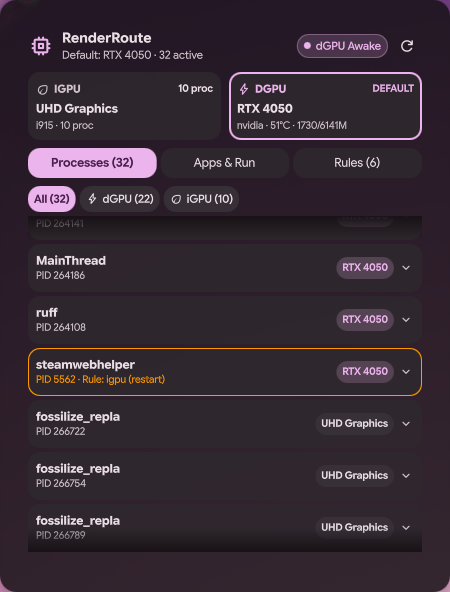 RenderRoute
Default: RTX 4050 · 32 active
dGPU Awake
IGPU
10 proc
UHD Graphics
i915 · 10 proc
DGPU
DEFAULT
RTX 4050
nvidia · 51°C · 1730/6141M
Processes (32)
Apps & Run
Rules (6)
All (32)
dGPU (22)
iGPU (10)
PID 264141
MainThread
PID 264186
RTX 4050
ruff
PID 264108
RTX 4050
steamwebhelper
PID 5562 · Rule: igpu (restart)
RTX 4050
fossilize_repla
PID 266722
UHD Graphics
fossilize_repla
PID 266754
UHD Graphics
fossilize_repla
PID 266789
UHD Graphics